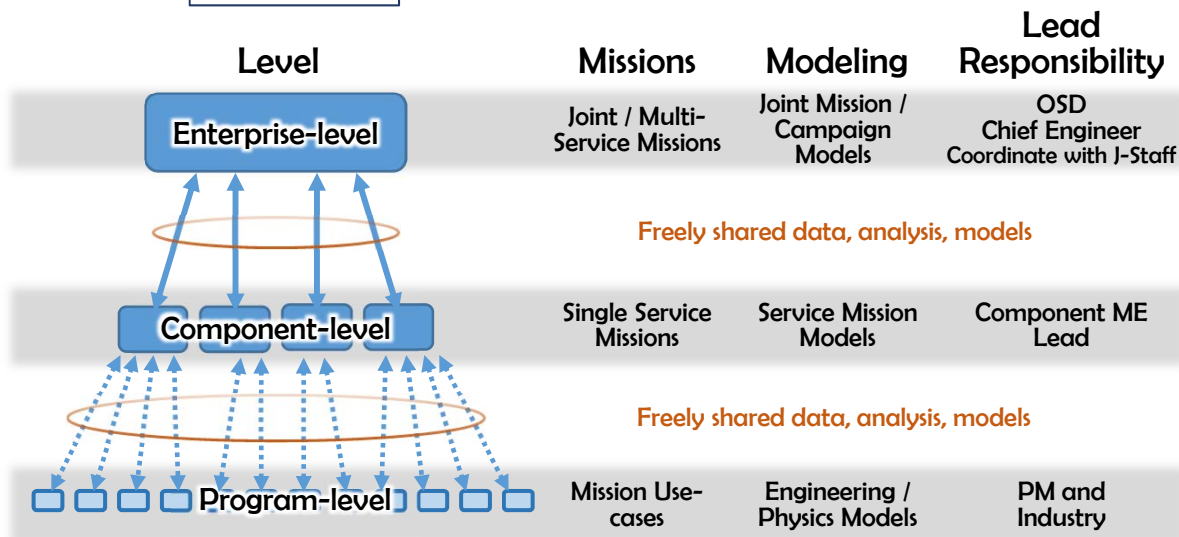 Level
Missions
Modeling
Lead
Responsibility
Enterprise-level
Joint / Multi-
Service Missions
Joint Mission /
Campaign
Models
OSD
Chief Engineer
Coordinate with J-Staff
Freely shared data, analysis, models
Component-level
Single Service
Missions
Service Mission
Models
Component ME
Lead
Freely shared data, analysis, models
Program-level
Mission Use-
cases
Engineering /
Physics Models
PM and
Industry